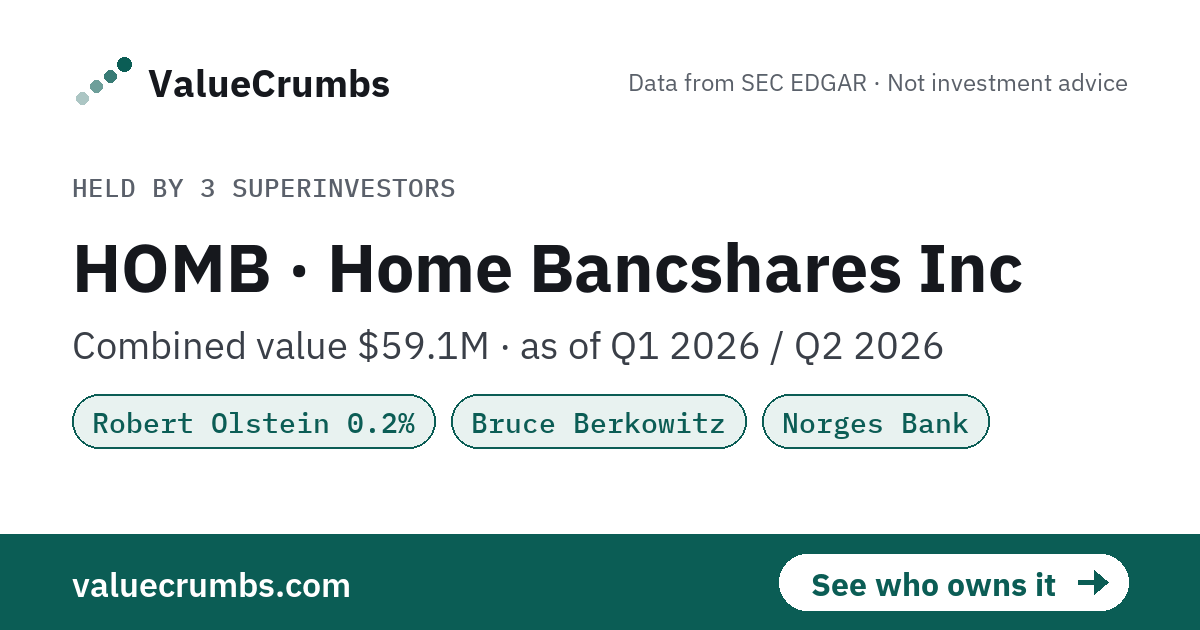 ValueCrumbs
Data from SEC EDGAR · Not investment advice
HELD BY 3 SUPERINVESTORS
HOMB · Home Bancshares Inc
Combined value $59.1M · as of Q1 2026 / Q2 2026
Robert Olstein 0.2% Bruce Berkowitz Norges Bank
valuecrumbs.com
See who owns it →